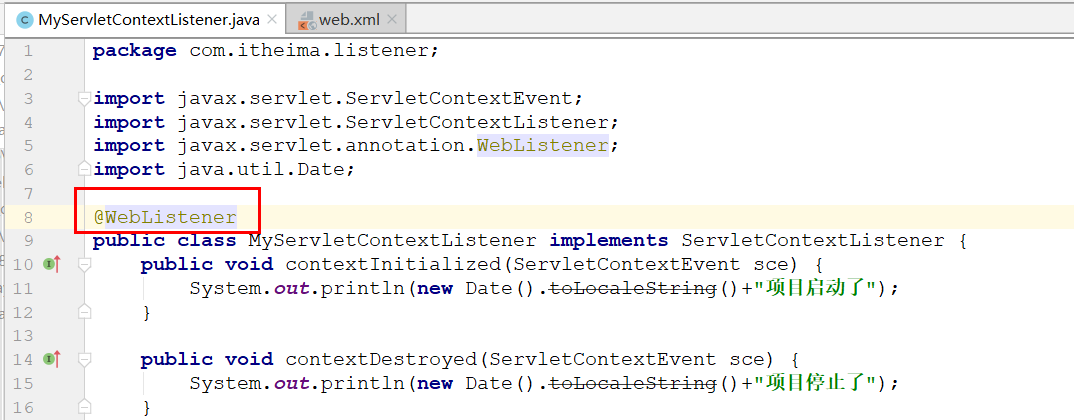 MyServletContextListener.java web.xml
1 package com.itheima.listener;
2
3 import javax.servlet.ServletContextEvent;
4 import javax.servlet.ServletContextListener;
5 import javax.servlet.annotation.WebListener;
6 import java.util.Date;
7
8 @WebListener
9 public class MyServletContextListener implements ServletContextListener {
10 public void contextInitialized(ServletContextEvent sce) {
11 System.out.println(new Date().toLocaleString()+"项目启动了");
12 }
13
14 public void contextDestroyed(ServletContextEvent sce) {
15 System.out.println(new Date().toLocaleString()+"项目停止了");
16 }